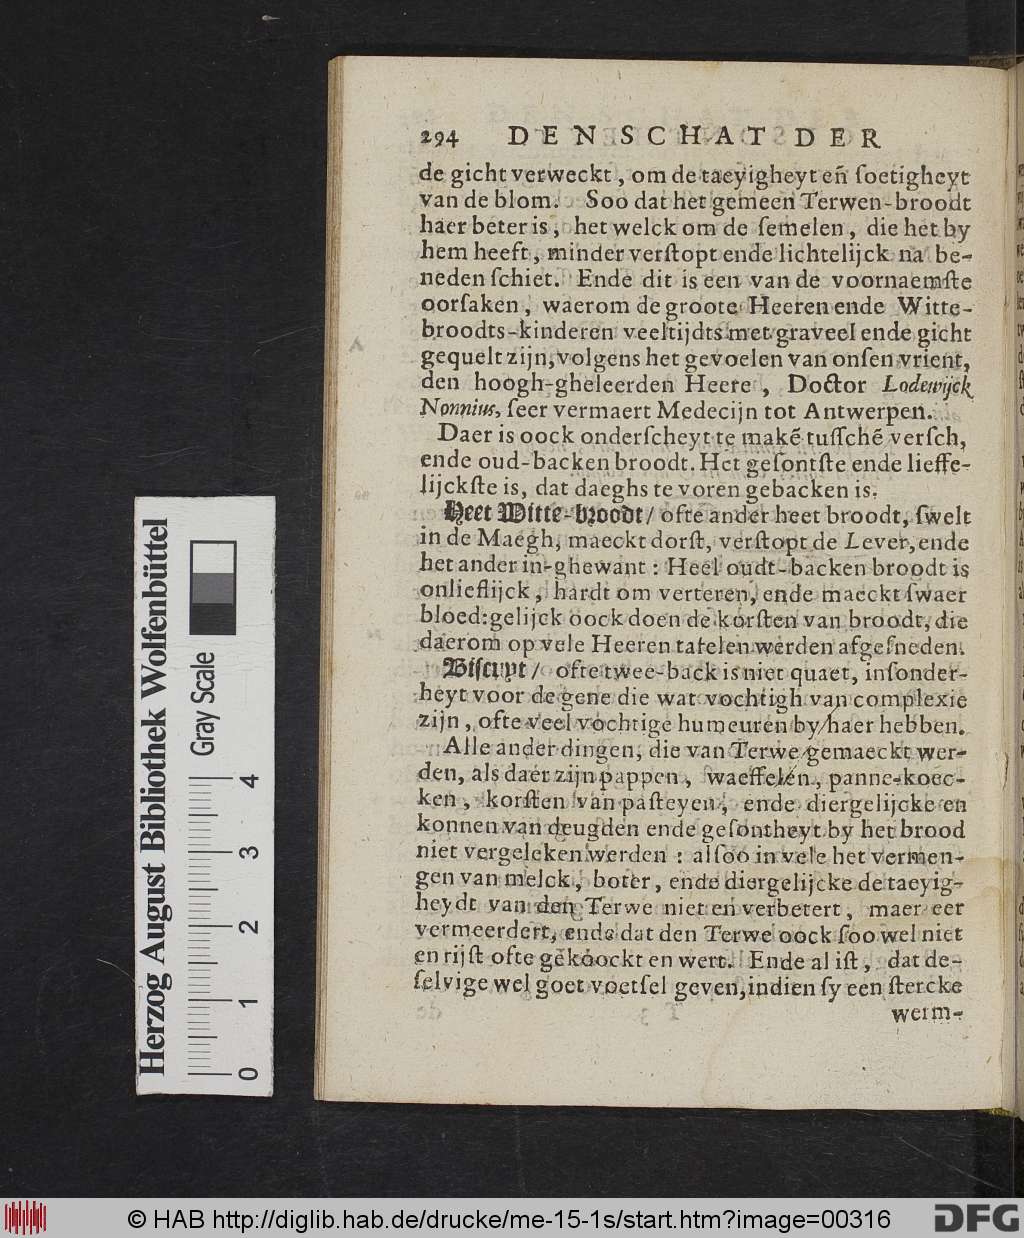 294 DEN SCHAT DER
de gicht verweckt, om de taeyigheyt en̄ ſoetigheyt
van de blom. Soo dat het gemeen Terwen-broodt
haer beter is, het welck om de ſemelen, die het by
hem heeft, minder verſtopt ende lichtelijck na be-
neden ſchiet. Ende dit is een van de voornaemſte
oorſaken, waerom de groote Heeren ende Witte-
broodts-kinderen veeltijdts met graveel ende gicht
gequelt zijn, volgens het gevoelen van onſen vrient,
den hoogh-gheleerden Heere, Doctor Lodewijck
Nonnius, ſeer vermaert Medecijn tot Antwerpen.
Daer is oock onderſcheyt te makē tuſſchē verſch,
ende oud-backen broodt. Het geſontſte ende lieffe-
lijckſte is, dat daeghs te voren gebacken is.
Heet Witte-broodt/ ofte ander heet broodt, ſwelt
in de Maegh, maeckt dorſt, verſtopt de Lever, ende
het ander in-ghewant: Heel oudt-backen broodt is
onlieflijck, hardt om verteren, ende maeckt ſwaer
bloed: gelijck oock doen de korſten van broodt, die
daerom op vele Heeren tafelen werden afgeſneden.
Biſcuyt/ ofte twee-back is niet quaet, inſonder-
heyt voor de gene die wat vochtigh van complexie
zijn, ofte veel vochtige humeuren by haer hebben.
Alle ander dingen, die van Terwe gemaeckt wer-
den, als daer zijn pappen, waeffelen, panne-koec-
ken, korſten van paſteyen, ende diergelijcke en
konnen van deugden ende geſontheyt by het brood
niet vergeleken werden: alſoo in vele het vermen-
gen van melck, boter, ende diergelijcke de taeyig-
heydt van den Terwe niet en verbetert, maer eer
vermeerdert, ende dat den Terwe oock ſoo wel niet
en rijſt ofte gekoockt en wert. Ende al iſt, dat de-
ſelvige wel goet voetſel geven, indien ſy een ſtercke
werm-
Herzog August Bibliothek Wolfenbüttel
Gray Scale
0 1 2 3 4
© HAB http://diglib.hab.de/drucke/me-15-1s/start.htm?image=00316
DFG